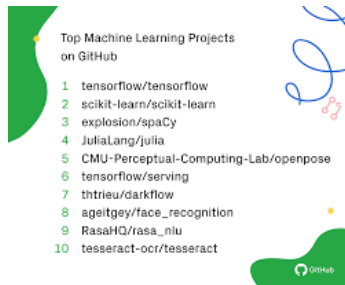 Top Machine Learning Projects
on GitHub
1 tensorflow/tensorflow
2 scikit-learn/scikit-learn
3 explosion/spaCy
4 JuliaLang/julia
5 CMU-Perceptual-Computing-Lab/openpose
6 tensorflow/serving
7 thtrieu/darkflow
8 ageitgey/face_recognition
9 RasaHQ/rasa_nlu
10 tesseract-ocr/tesseract
GitHub